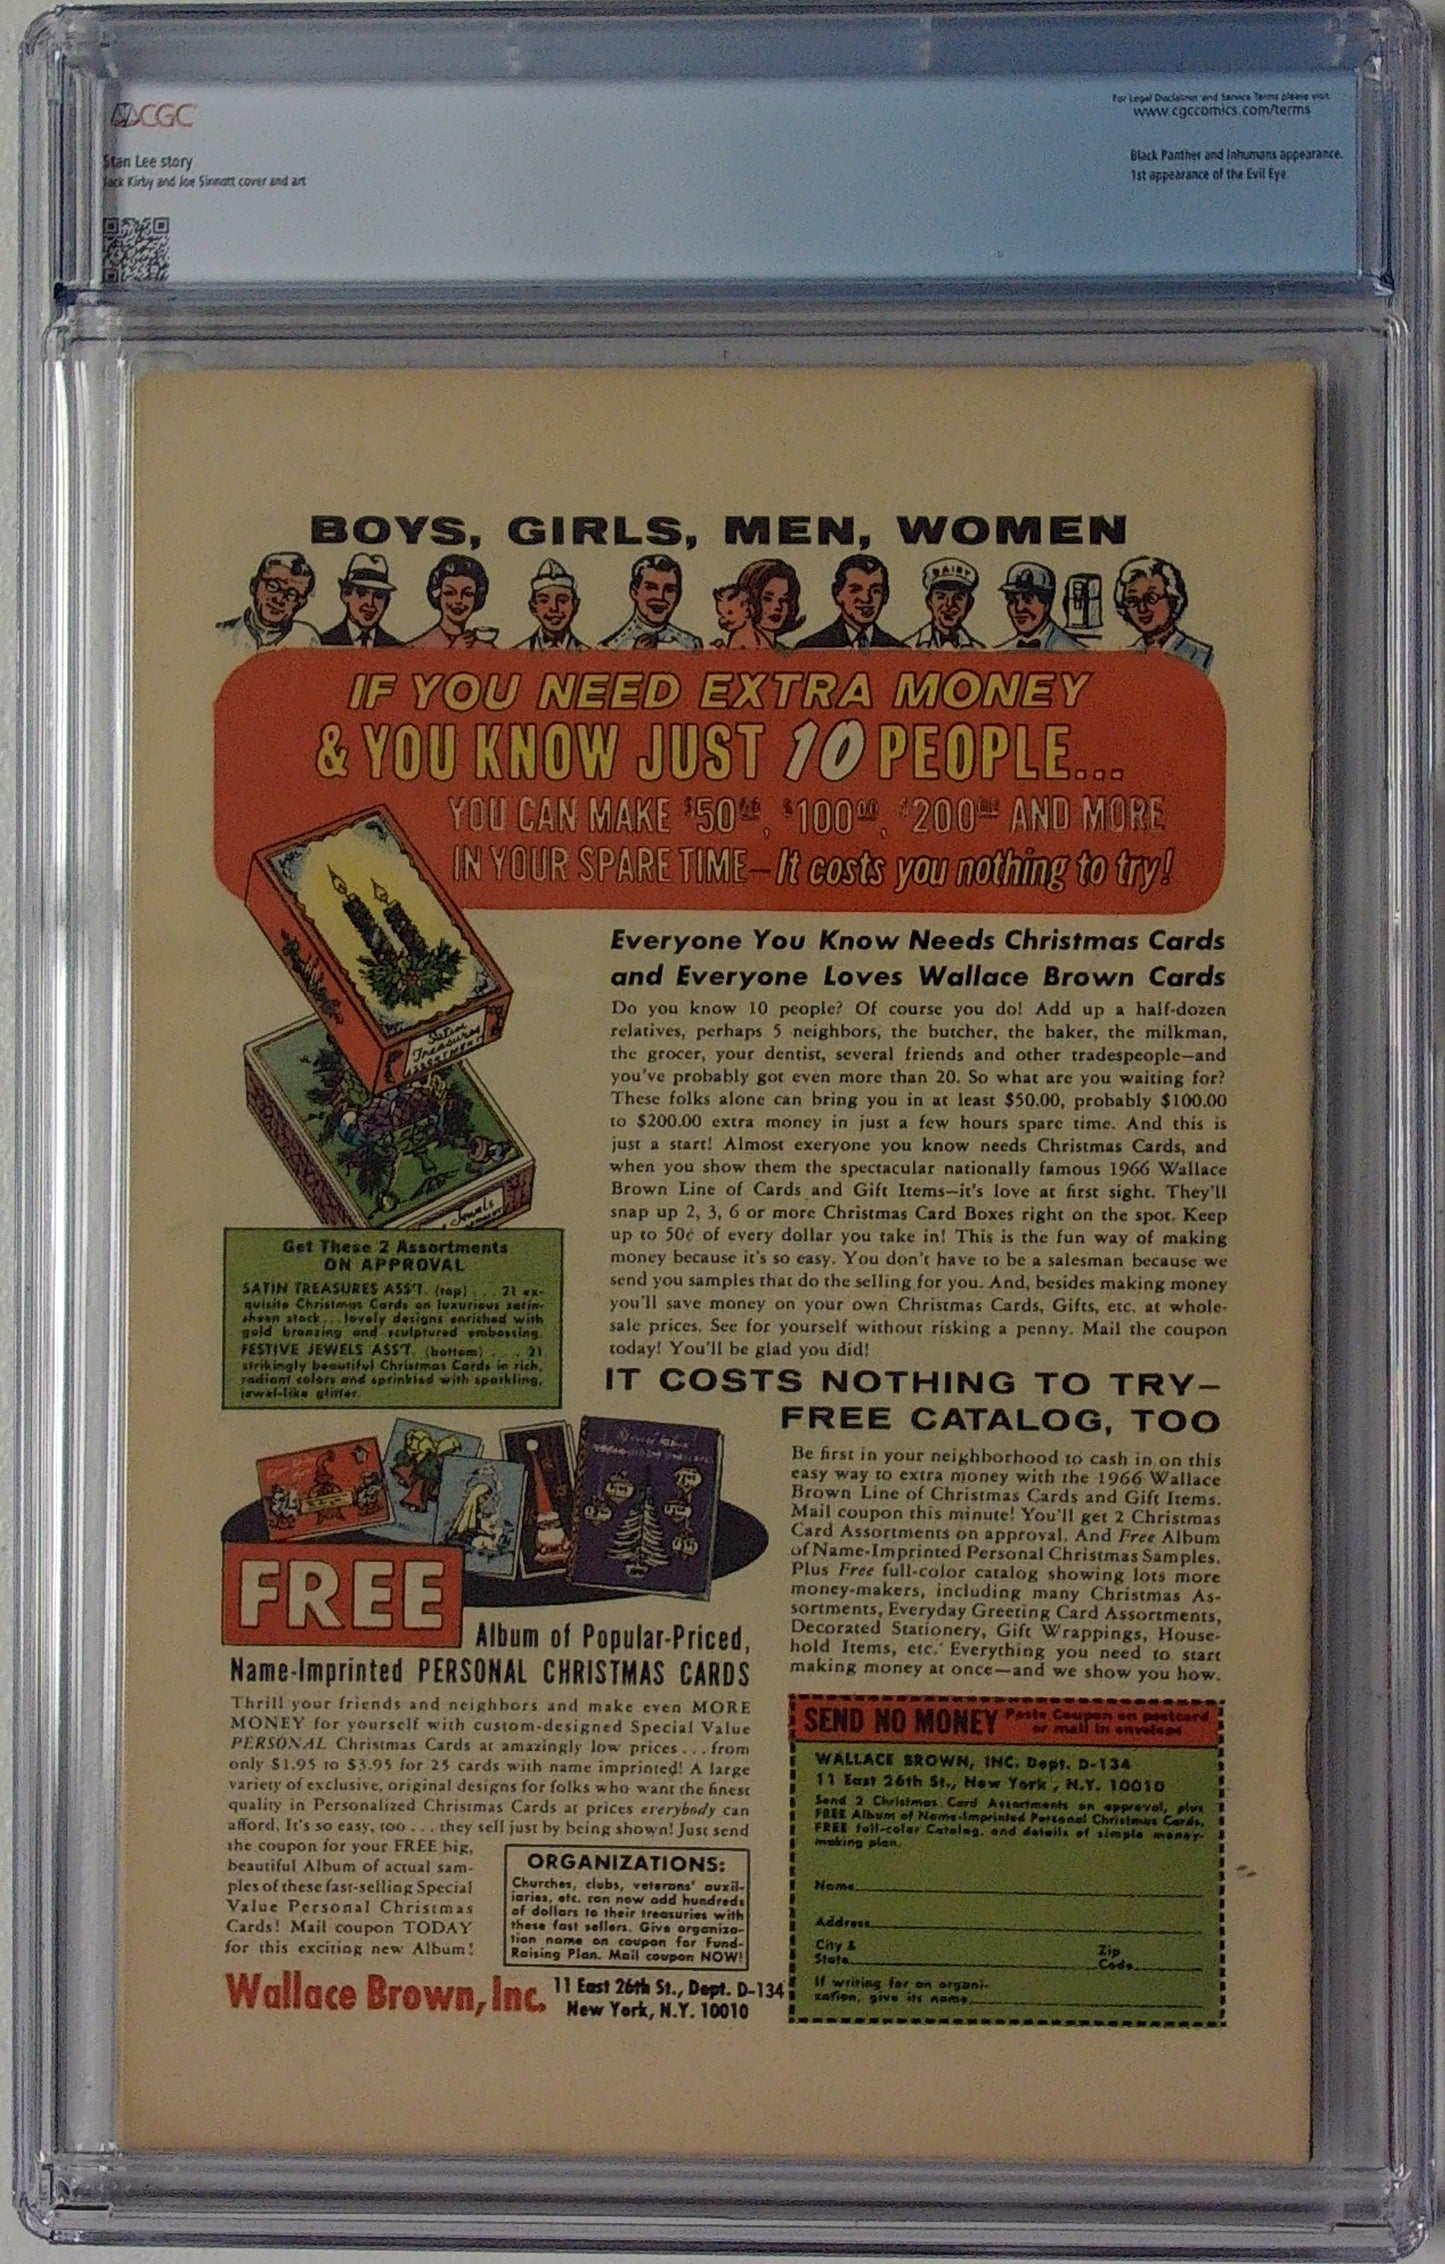 CGC
For Legal Disclaimer and Service Terms please visit
www.cgccomics.com/terms
Stan Lee story
Jack Kirby and Joe Sinnott cover and art
Black Panther and Inhumans appearance.
1st appearance of the Evil Eye.
BOYS, GIRLS, MEN, WOMEN
DAIRY
IF YOU NEED EXTRA MONEY
& YOU KNOW JUST 10 PEOPLE...
YOU CAN MAKE $50.00, $100.00, $200.00 AND MORE
IN YOUR SPARE TIME—It costs you nothing to try!
Satin
Treasures
ASSORTMENT
Jewels
Everyone You Know Needs Christmas Cards
and Everyone Loves Wallace Brown Cards
Do you know 10 people? Of course you do! Add up a half-dozen
relatives, perhaps 5 neighbors, the butcher, the baker, the milkman,
the grocer, your dentist, several friends and other tradespeople—and
you've probably got even more than 20. So what are you waiting for?
These folks alone can bring you in at least $50.00, probably $100.00
to $200.00 extra money in just a few hours spare time. And this is
just a start! Almost exeryone you know needs Christmas Cards, and
when you show them the spectacular nationally famous 1966 Wallace
Brown Line of Cards and Gift Items—it's love at first sight. They'll
snap up 2, 3, 6 or more Christmas Card Boxes right on the spot. Keep
up to 50¢ of every dollar you take in! This is the fun way of making
money because it's so easy. You don't have to be a salesman because we
send you samples that do the selling for you. And, besides making money
you'll save money on your own Christmas Cards, Gifts, etc. at whole-
sale prices. See for yourself without risking a penny. Mail the coupon
today! You'll be glad you did!
Get These 2 Assortments
ON APPROVAL
SATIN TREASURES ASS'T. (top) . . . 21 ex-
quisite Christmas Cards on luxurious satin-
sheen stock...lovely designs enriched with
gold bronzing and sculptured embossing.
FESTIVE JEWELS ASS'T. (bottom) . . . 21
strikingly beautiful Christmas Cards in rich,
radiant colors and sprinkled with sparkling,
jewel-like glitter.
IT COSTS NOTHING TO TRY—
FREE CATALOG, TOO
Be first in your neighborhood to cash in on this
easy way to extra money with the 1966 Wallace
Brown Line of Christmas Cards and Gift Items.
Mail coupon this minute! You'll get 2 Christmas
Card Assortments on approval. And Free Album
of Name-Imprinted Personal Christmas Samples.
Plus Free full-color catalog showing lots more
money-makers, including many Christmas As-
sortments, Everyday Greeting Card Assortments,
Decorated Stationery, Gift Wrappings, House-
hold Items, etc. Everything you need to start
making money at once—and we show you how.
FREE
Album of Popular-Priced,
Name-Imprinted PERSONAL CHRISTMAS CARDS
Thrill your friends and neighbors and make even MORE
MONEY for yourself with custom-designed Special Value
PERSONAL Christmas Cards at amazingly low prices . . . from
only $1.95 to $3.95 for 25 cards with name imprinted! A large
variety of exclusive, original designs for folks who want the finest
quality in Personalized Christmas Cards at prices everybody can
afford. It's so easy, too . . . they sell just by being shown! Just send
the coupon for your FREE big,
beautiful Album of actual sam-
ples of these fast-selling Special
Value Personal Christmas
Cards! Mail coupon TODAY
for this exciting new Album!
ORGANIZATIONS:
Churches, clubs, veterans' auxil-
iaries, etc. can now add hundreds
of dollars to their treasuries with
these fast sellers. Give organiza-
tion name on coupon for Fund-
Raising Plan. Mail coupon NOW!
Wallace Brown, Inc. 11 East 26th St., Dept. D-134
New York, N.Y. 10010
SEND NO MONEY Paste Coupon on postcard
or mail in envelope
WALLACE BROWN, INC. Dept. D-134
11 East 26th St., New York, N.Y. 10010
Send 2 Christmas Card Assortments on approval, plus
FREE Album of Name-Imprinted Personal Christmas Cards,
FREE full-color Catalog, and details of simple money-
making plan.
Name
Address
City &
State
Zip
Code
If writing for an organi-
zation, give its name